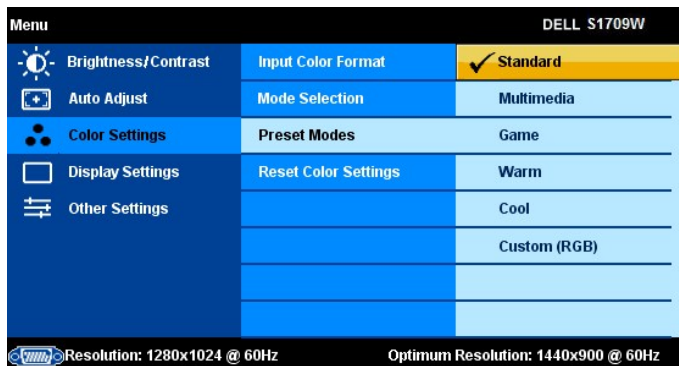 Menu DELL S1709W
Brightness/Contrast Input Color Format Standard
Auto Adjust Mode Selection Multimedia
Color Settings Preset Modes Game
Display Settings Reset Color Settings Warm
Other Settings Cool
Custom (RGB)
Resolution: 1280x1024 @ 60Hz Optimum Resolution: 1440x900 @ 60Hz